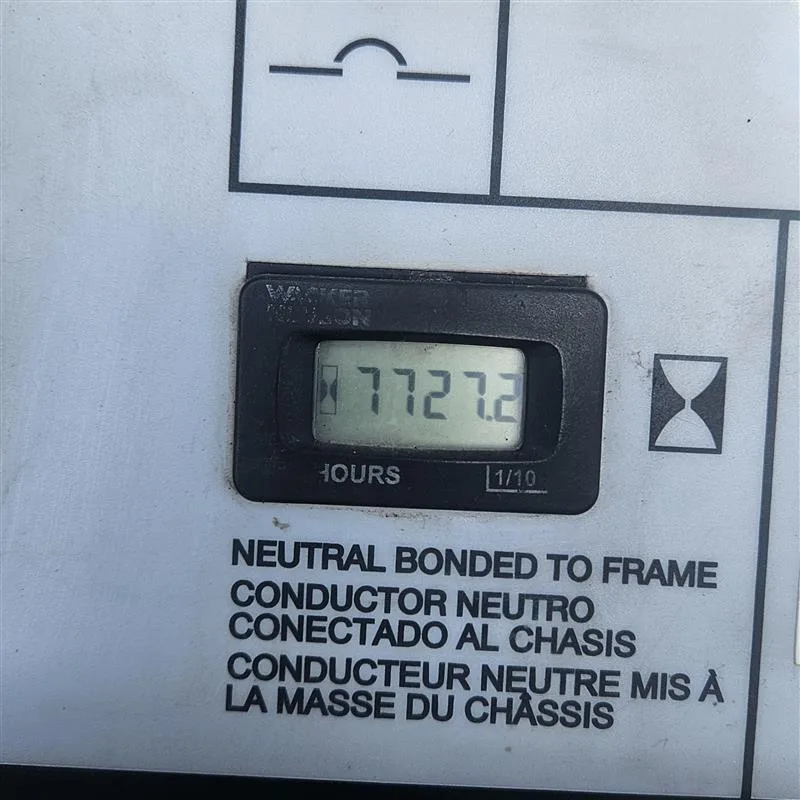 WACKER
NEUSON
7727.2
HOURS
1/10
NEUTRAL BONDED TO FRAME
CONDUCTOR NEUTRO
CONECTADO AL CHASIS
CONDUCTEUR NEUTRE MIS À
LA MASSE DU CHÂSSIS